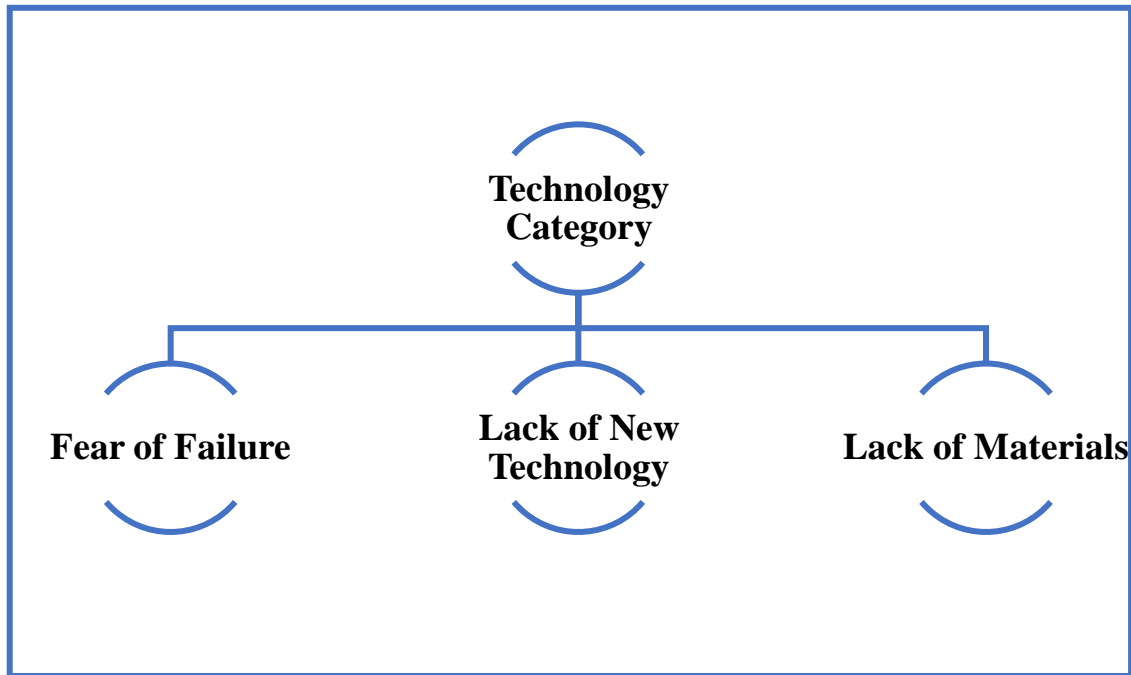 Technology
Category
Fear of Failure
Lack of New
Technology
Lack of Materials